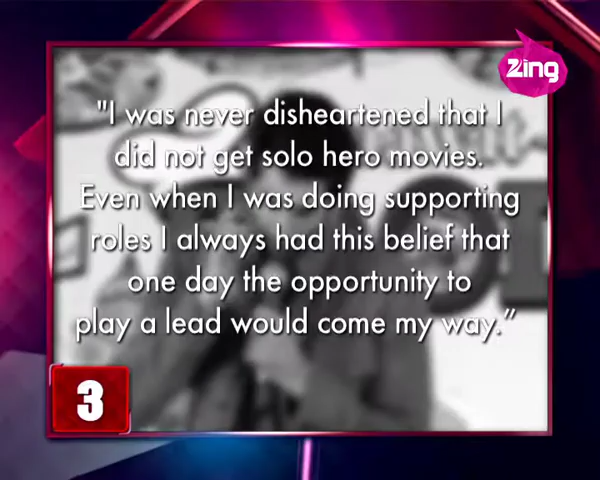 Zing
"I was never disheartened that I
did not get solo hero movies.
Even when I was doing supporting
roles I always had this belief that
one day the opportunity to
play a lead would come my way."
3